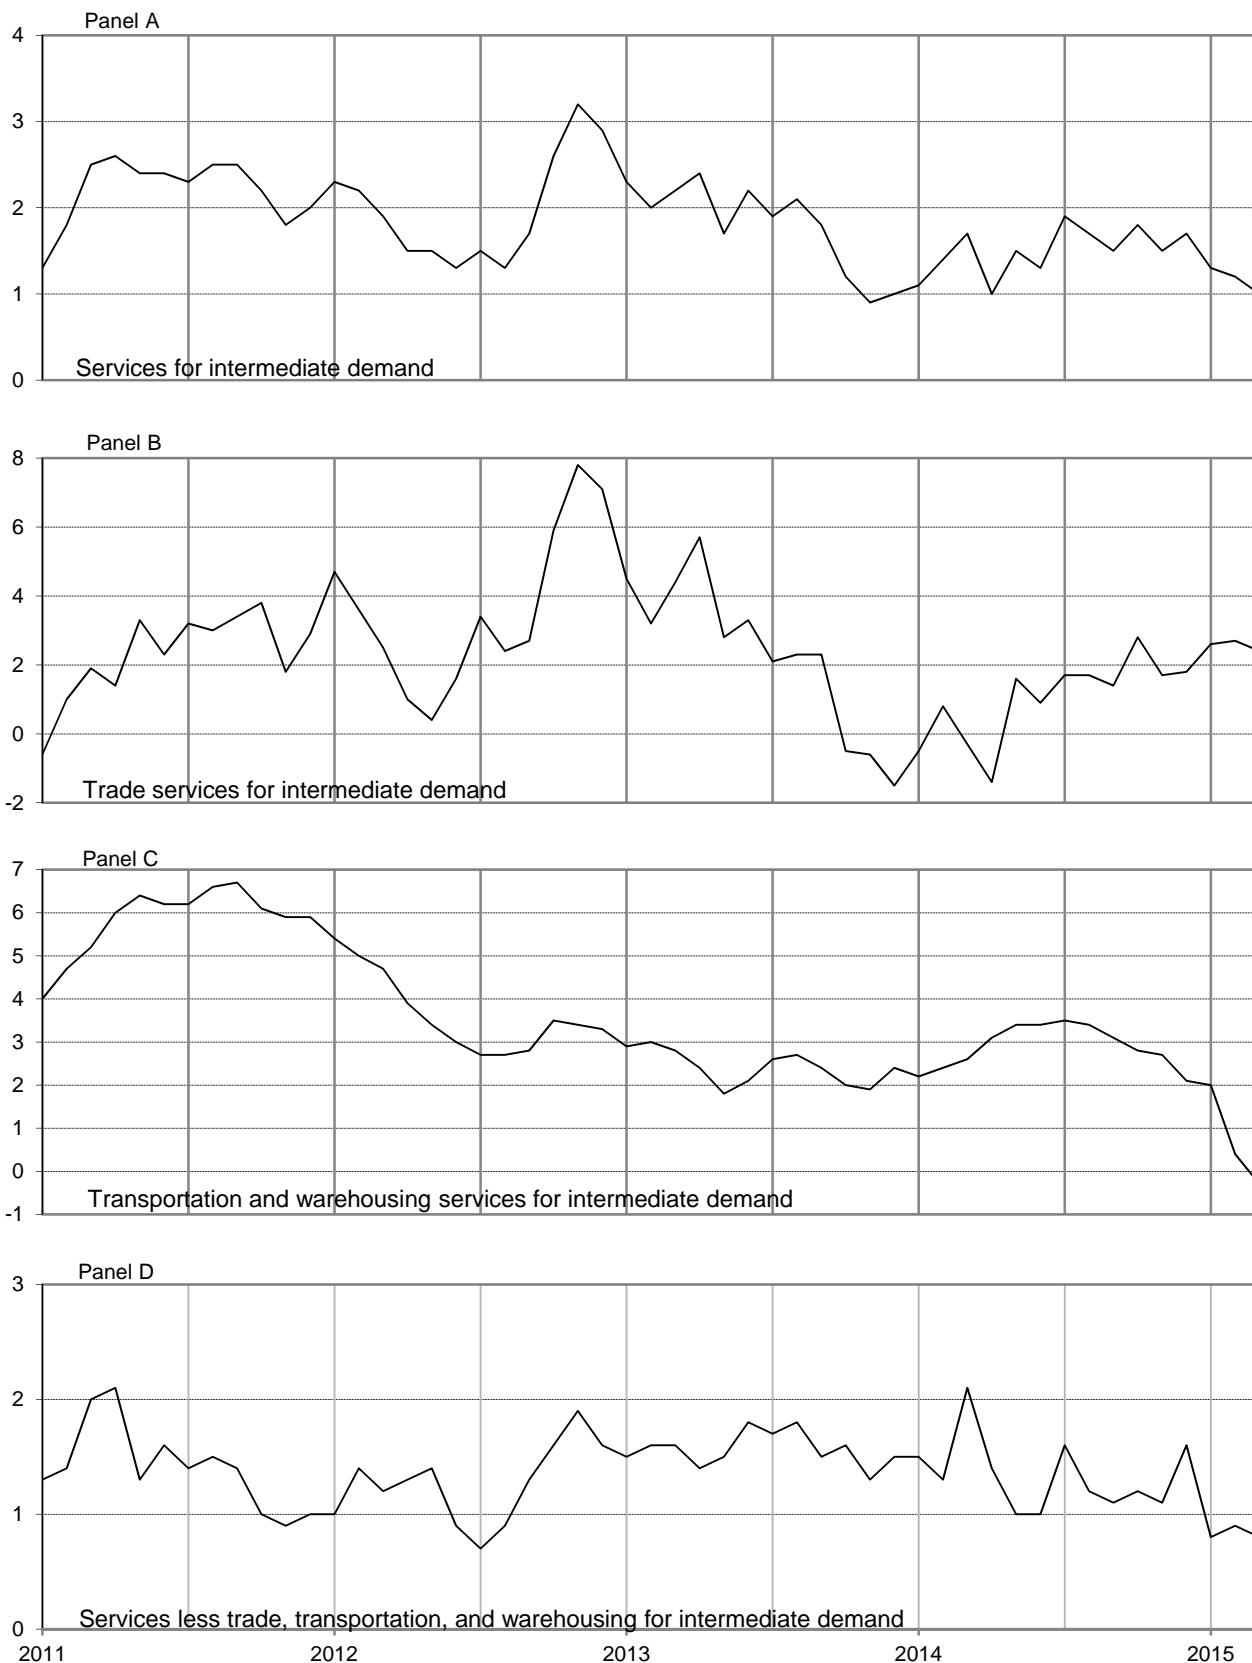 Panel A
4
3
2
1
0
Services for intermediate demand
Panel B
8
6
4
2
0
-2
Trade services for intermediate demand
Panel C
7
6
5
4
3
2
1
0
-1
Transportation and warehousing services for intermediate demand
Panel D
3
2
1
0
Services less trade, transportation, and warehousing for intermediate demand
2011 2012 2013 2014 2015